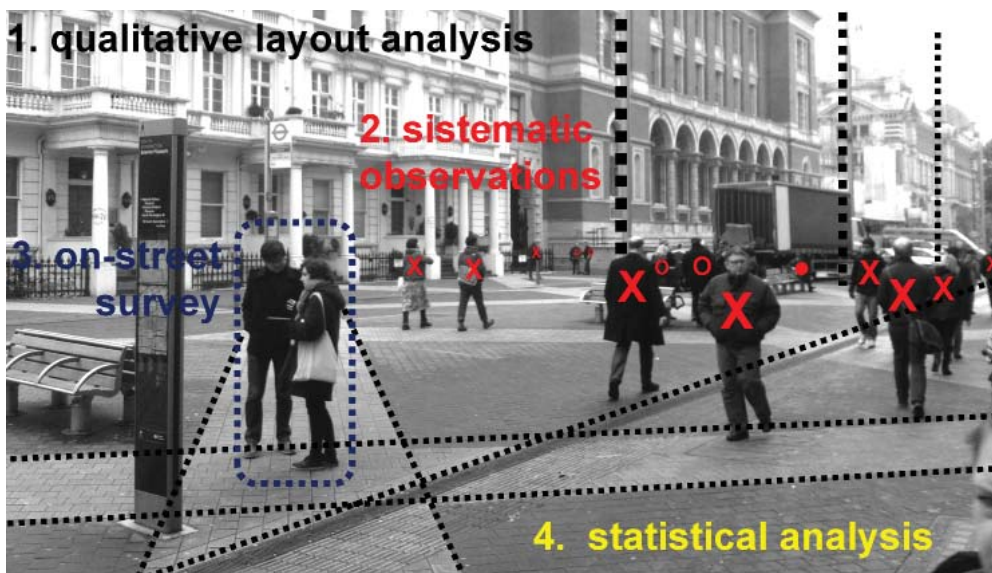 1. qualitative layout analysis
2. sistematic
observations
3. on-street
survey
4. statistical analysis